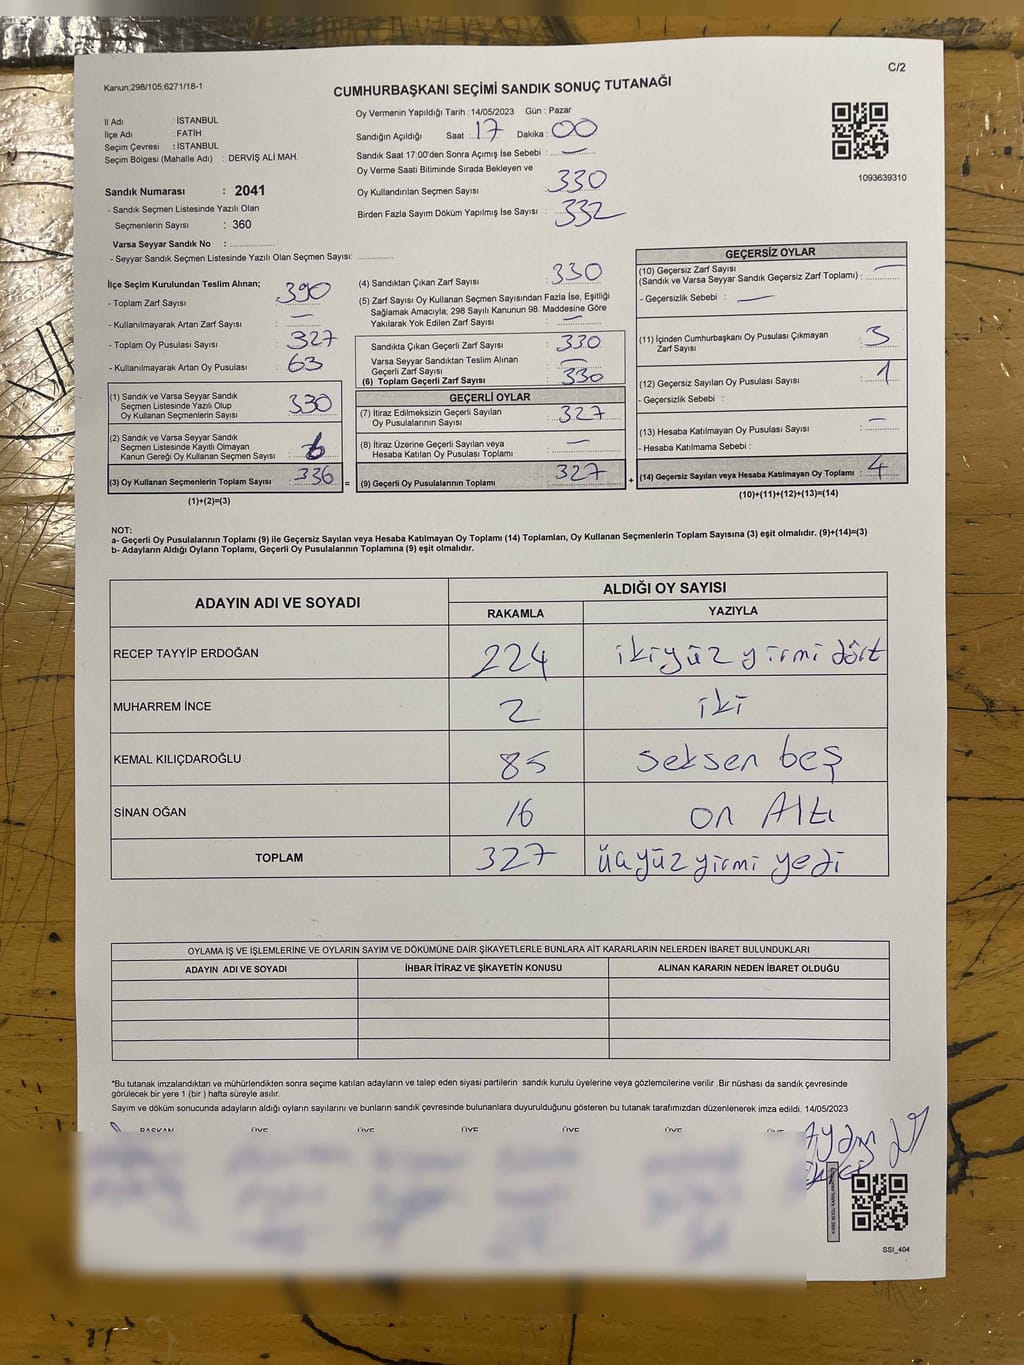 Kanun;298/105,6271/18-1
C/2
CUMHURBAŞKANI SEÇİMİ SANDIK SONUÇ TUTANAĞI
İl Adı : İSTANBUL
İlçe Adı : FATİH
Seçim Çevresi : İSTANBUL
Seçim Bölgesi (Mahalle Adı) : DERVİŞ ALİ MAH.
Sandık Numarası : 2041
- Sandık Seçmen Listesinde Yazılı Olan
Seçmenlerin Sayısı : 360
Varsa Seyyar Sandık No : ..................
- Seyyar Sandık Seçmen Listesinde Yazılı Olan Seçmen Sayısı: ............
Oy Vermenin Yapıldığı Tarih :14/05/2023 Gün : Pazar
Sandığın Açıldığı Saat : 17 Dakika : 00
Sandık Saat 17:00'den Sonra Açımış İse Sebebi : —
Oy Verme Saati Bitiminde Sırada Bekleyen ve
Oy Kullandırılan Seçmen Sayısı : 330
Birden Fazla Sayım Döküm Yapılmış İse Sayısı : 332
1093639310
İlçe Seçim Kurulundan Teslim Alınan;
- Toplam Zarf Sayısı : 390
- Kullanılmayarak Artan Zarf Sayısı : —
- Toplam Oy Pusulası Sayısı : 327
- Kullanılmayarak Artan Oy Pusulası : 63
(1) Sandık ve Varsa Seyyar Sandık
Seçmen Listesinde Yazılı Olup
Oy Kullanan Seçmenlerin Sayısı : 330
(2) Sandık ve Varsa Seyyar Sandık
Seçmen Listesinde Kayıtlı Olmayan
Kanun Gereği Oy Kullanan Seçmen Sayısı : 6
(3) Oy Kullanan Seçmenlerin Toplam Sayısı : 336 =
(1)+(2)=(3)
(4) Sandıktan Çıkan Zarf Sayısı : 330
(5) Zarf Sayısı Oy Kullanan Seçmen Sayısından Fazla İse, Eşitliği
Sağlamak Amacıyla; 298 Sayılı Kanunun 98. Maddesine Göre
Yakılarak Yok Edilen Zarf Sayısı : —
Sandıkta Çıkan Geçerli Zarf Sayısı : 330
Varsa Seyyar Sandıktan Teslim Alınan
Geçerli Zarf Sayısı : —
(6) Toplam Geçerli Zarf Sayısı : 330
GEÇERLİ OYLAR
(7) İtiraz Edilmeksizin Geçerli Sayılan
Oy Pusulalarının Sayısı : 327
(8) İtiraz Üzerine Geçerli Sayılan veya
Hesaba Katılan Oy Pusulası Toplamı : —
(9) Geçerli Oy Pusulalarının Toplamı : 327 +
GEÇERSİZ OYLAR
(10) Geçersiz Zarf Sayısı —
(Sandık ve Varsa Seyyar Sandık Geçersiz Zarf Toplamı) :
- Geçersizlik Sebebi : —
(11) İçinden Cumhurbaşkanı Oy Pusulası Çıkmayan
Zarf Sayısı : 3
(12) Geçersiz Sayılan Oy Pusulası Sayısı : 1
- Geçersizlik Sebebi :
(13) Hesaba Katılmayan Oy Pusulası Sayısı : —
- Hesaba Katılmama Sebebi :
(14) Geçersiz Sayılan veya Hesaba Katılmayan Oy Toplamı : 4
(10)+(11)+(12)+(13)=(14)
NOT:
a- Geçerli Oy Pusulalarının Toplamı (9) ile Geçersiz Sayılan veya Hesaba Katılmayan Oy Toplamı (14) Toplamları, Oy Kullanan Seçmenlerin Toplam Sayısına (3) eşit olmalıdır. (9)+(14)=(3)
b- Adayların Aldığı Oyların Toplamı, Geçerli Oy Pusulalarının Toplamına (9) eşit olmalıdır.
ADAYIN ADI VE SOYADI
ALDIĞI OY SAYISI
RAKAMLA YAZIYLA
RECEP TAYYİP ERDOĞAN 224 ikiyüz yirmi dört
MUHARREM İNCE 2 iki
KEMAL KILIÇDAROĞLU 85 seksen beş
SİNAN OĞAN 16 on Altı
TOPLAM 327 üçyüz yirmi yedi
OYLAMA İŞ VE İŞLEMLERİNE VE OYLARIN SAYIM VE DÖKÜMÜNE DAİR ŞİKAYETLERLE BUNLARA AİT KARARLARIN NELERDEN İBARET BULUNDUKLARI
ADAYIN ADI VE SOYADI İHBAR İTİRAZ VE ŞİKAYETİN KONUSU ALINAN KARARIN NEDEN İBARET OLDUĞU
*Bu tutanak imzalandıktan ve mühürlendikten sonra seçime katılan adayların ve talep eden siyasi partilerin sandık kurulu üyelerine veya gözlemcilerine verilir .Bir nüshası da sandık çevresinde
görülecek bir yere 1 (bir ) hafta süreyle asılır.
Sayım ve döküm sonucunda adayların aldığı oyların sayılarını ve bunların sandık çevresinde bulunanlara duyurulduğunu gösteren bu tutanak tarafımızdan düzenlenerek imza edildi. 14/05/2023
BAŞKAN ÜYE ÜYE ÜYE ÜYE ÜYE ÜYE
SSI_404